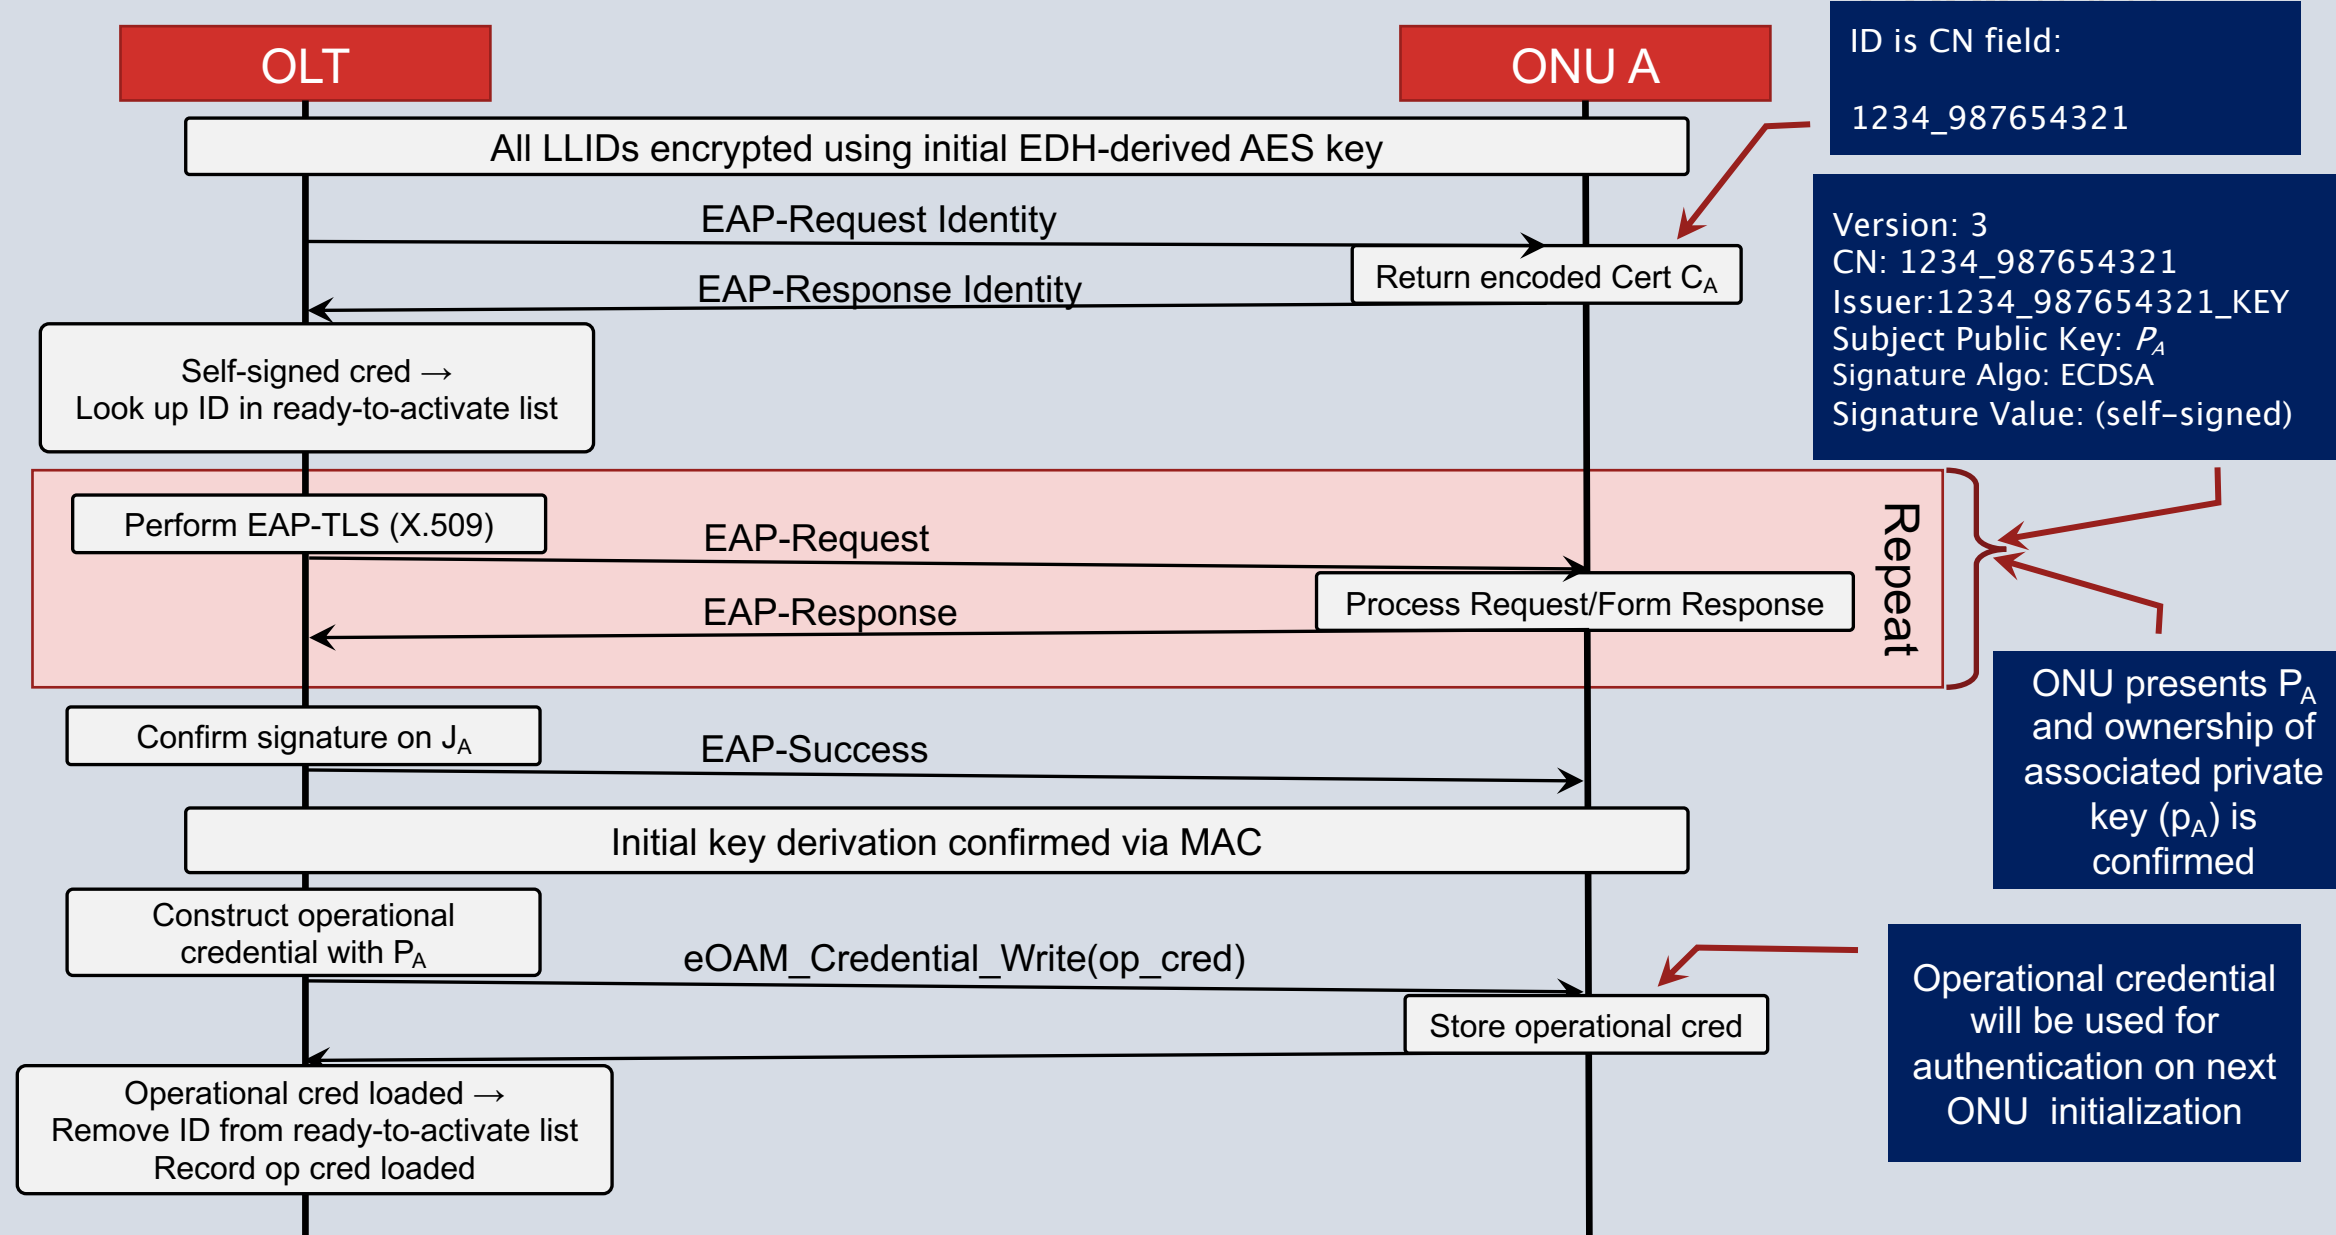 OLT
ONU A
ID is CN field:
1234_987654321
All LLIDs encrypted using initial EDH-derived AES key
EAP-Request Identity
Return encoded Cert CA
EAP-Response Identity
Version: 3
CN: 1234_987654321
Issuer:1234_987654321_KEY
Subject Public Key: PA
Signature Algo: ECDSA
Signature Value: (self-signed)
Self-signed cred →
Look up ID in ready-to-activate list
Perform EAP-TLS (X.509)
EAP-Request
Process Request/Form Response
EAP-Response
Repeat
ONU presents PA
and ownership of
associated private
key (pA) is
confirmed
Confirm signature on JA
EAP-Success
Initial key derivation confirmed via MAC
Construct operational
credential with PA
eOAM_Credential_Write(op_cred)
Store operational cred
Operational credential
will be used for
authentication on next
ONU initialization
Operational cred loaded →
Remove ID from ready-to-activate list
Record op cred loaded